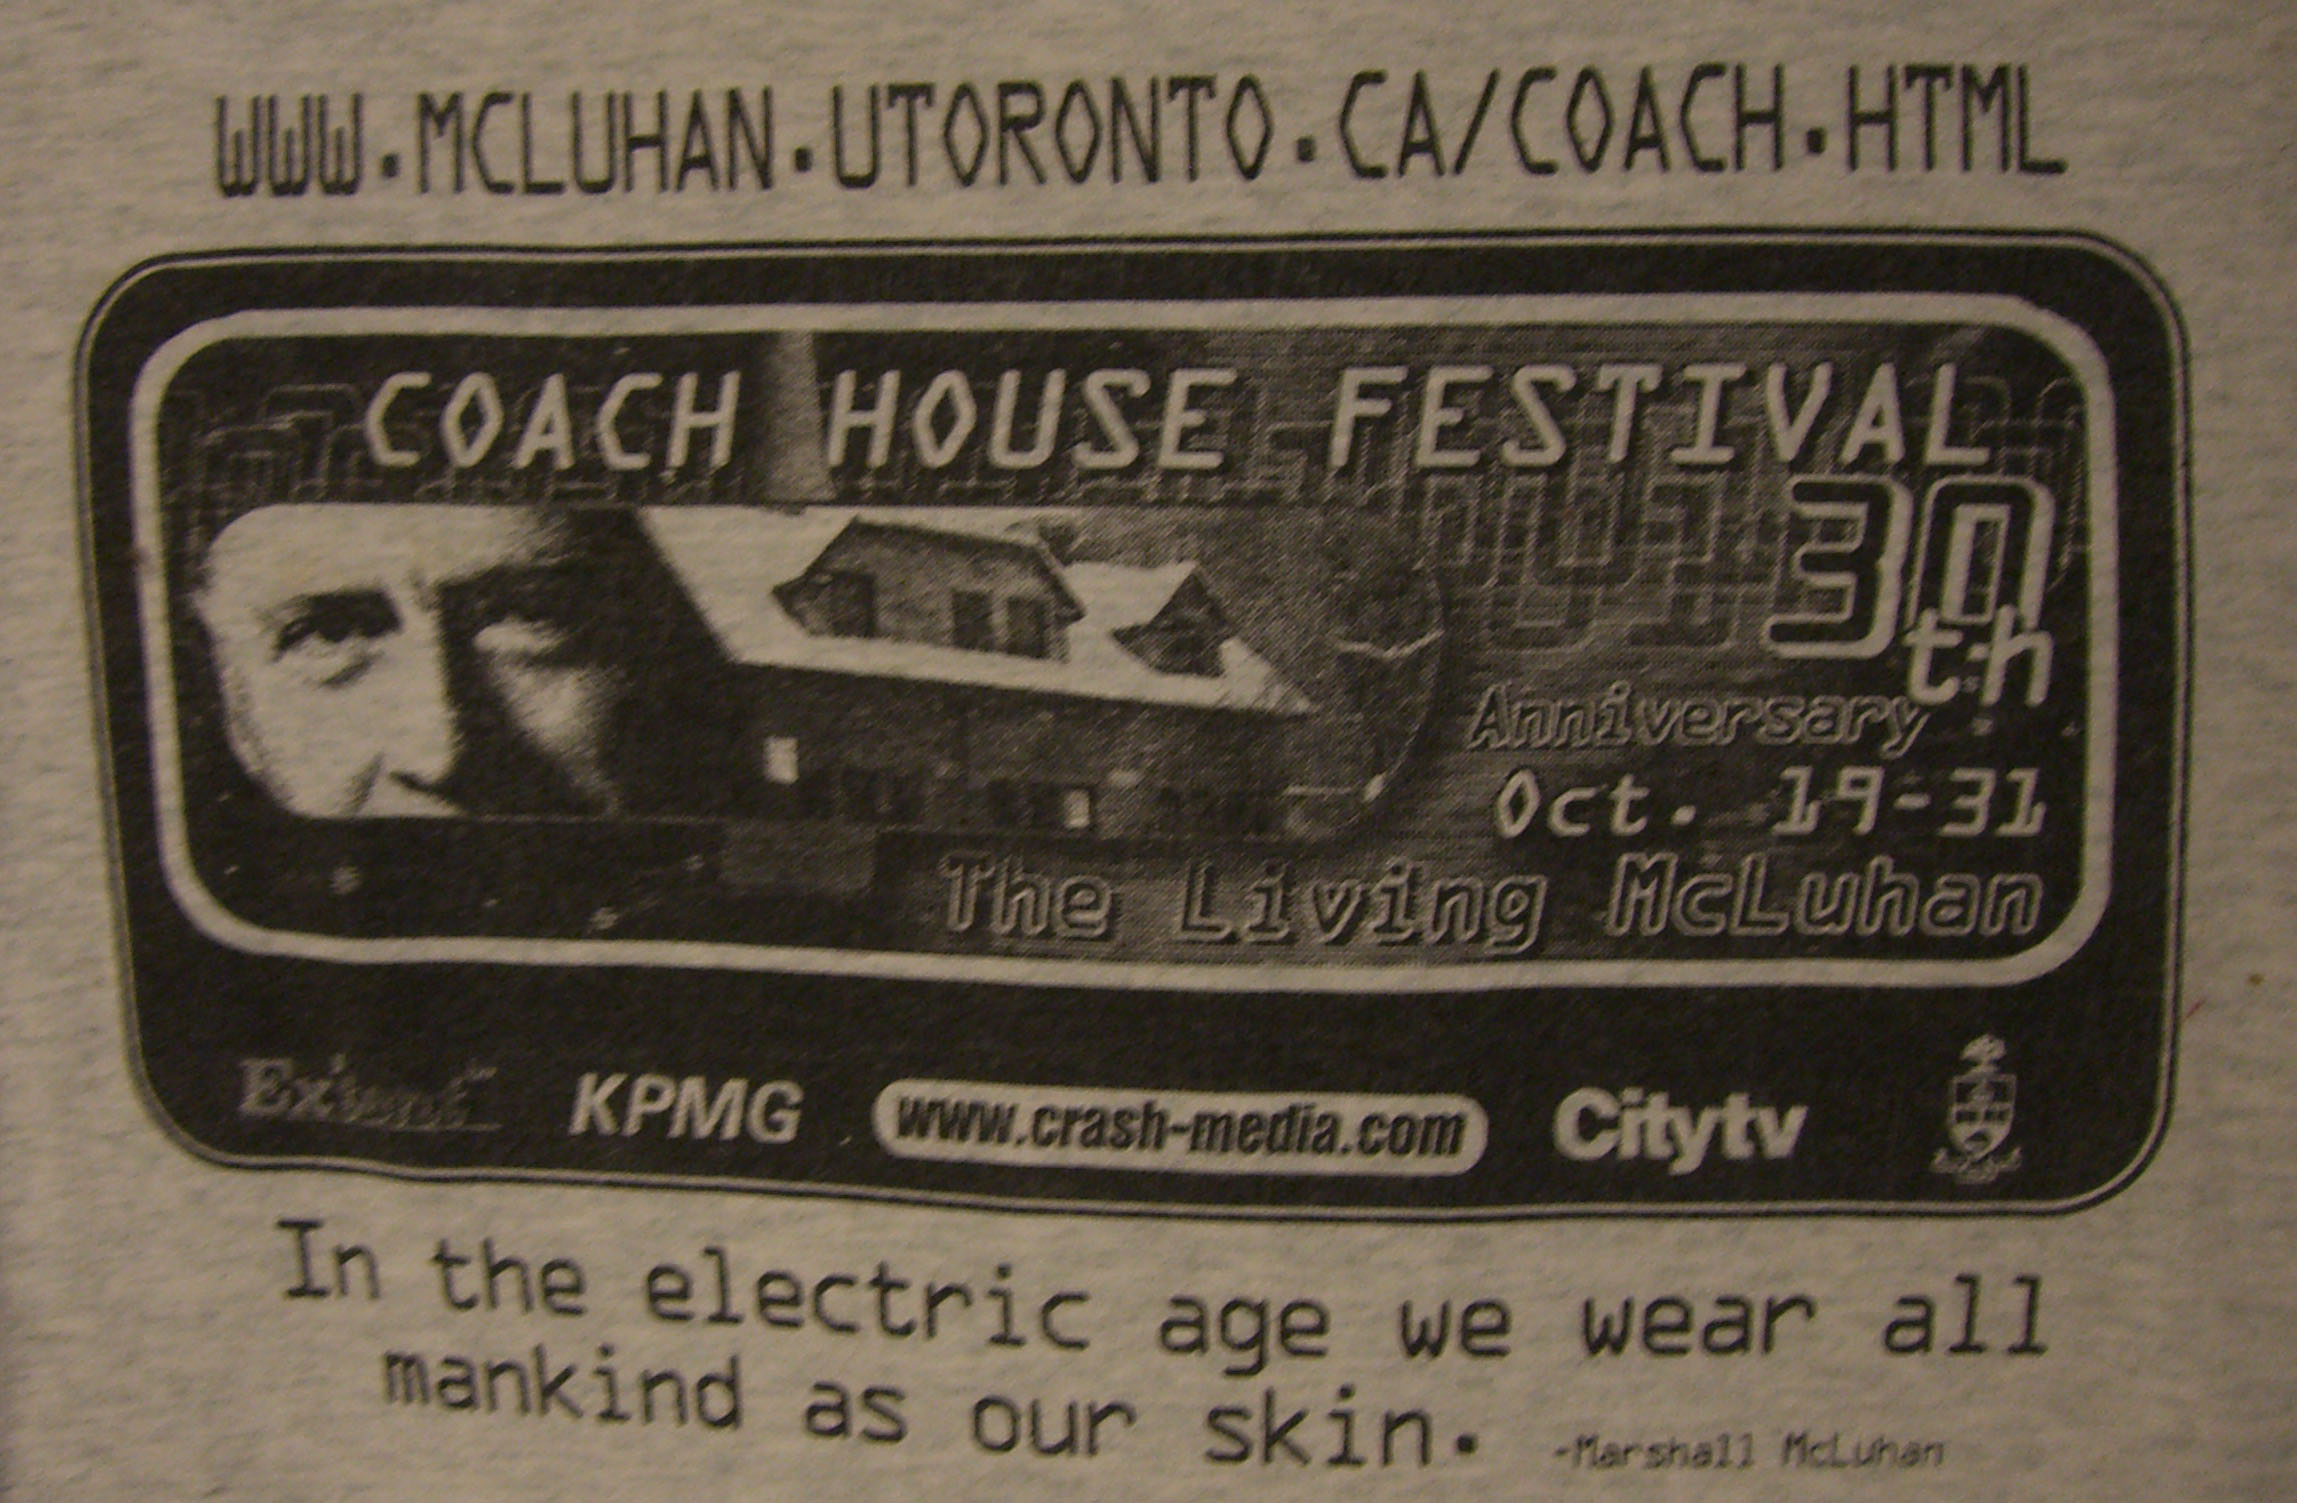 WWW.MCLUHAN.UTORONTO.CA/COACH.HTML
COACH HOUSE FESTIVAL
30th
Anniversary
Oct. 19-31
The Living McLuhan
KPMG
www.crash-media.com
Citytv
In the electric age we wear all
mankind as our skin.
-Marshall McLuhan